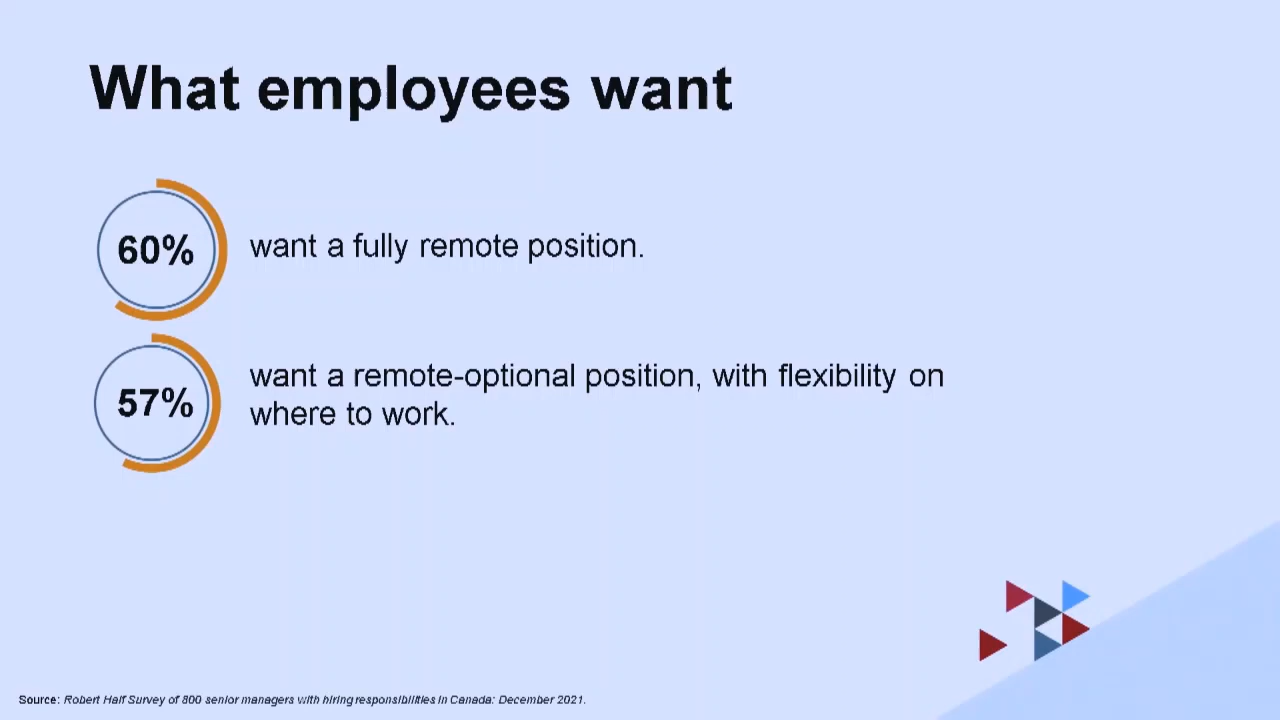 What employees want
60%
want a fully remote position.
57%
want a remote-optional position, with flexibility on
where to work.
Source: Robert Half Survey of 800 senior managers with hiring responsibilities in Canada: December 2021.